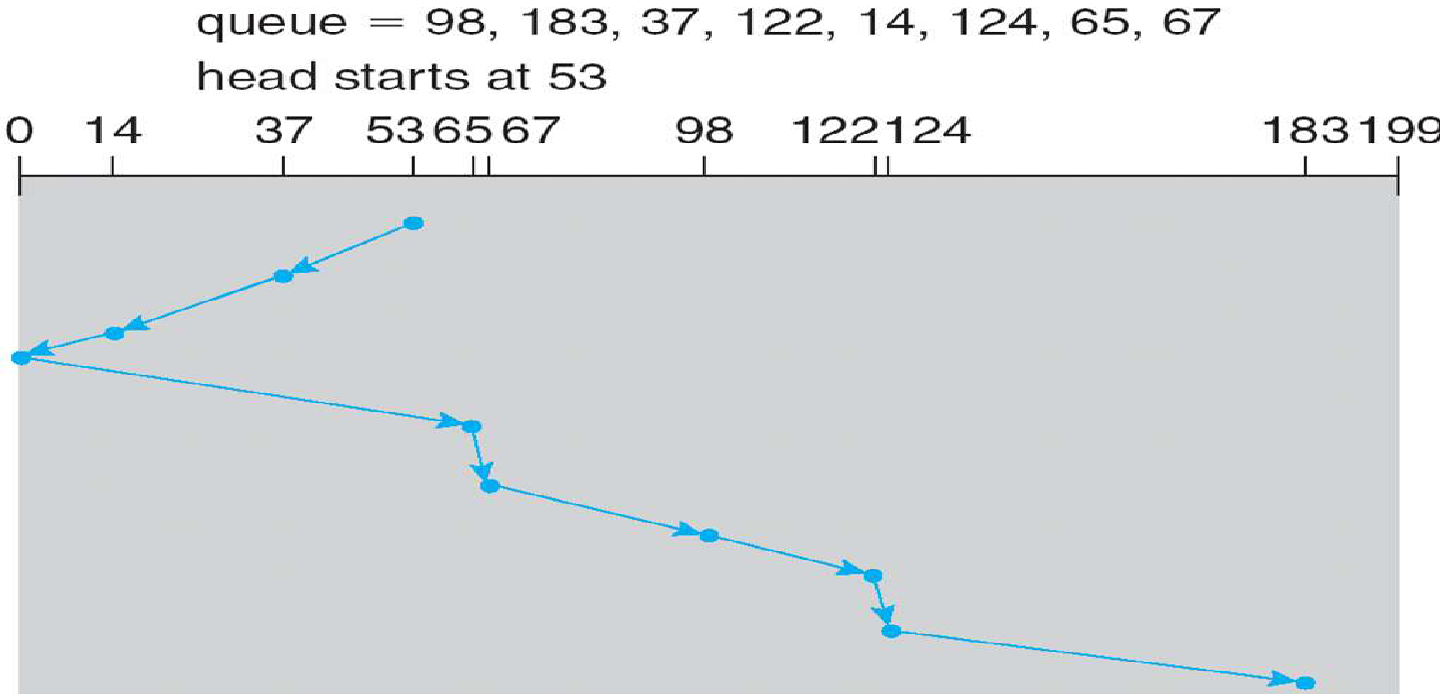 queue = 98, 183, 37, 122, 14, 124, 65, 67
head starts at 53
0 14 37 53 65 67 98 122 124 183 199